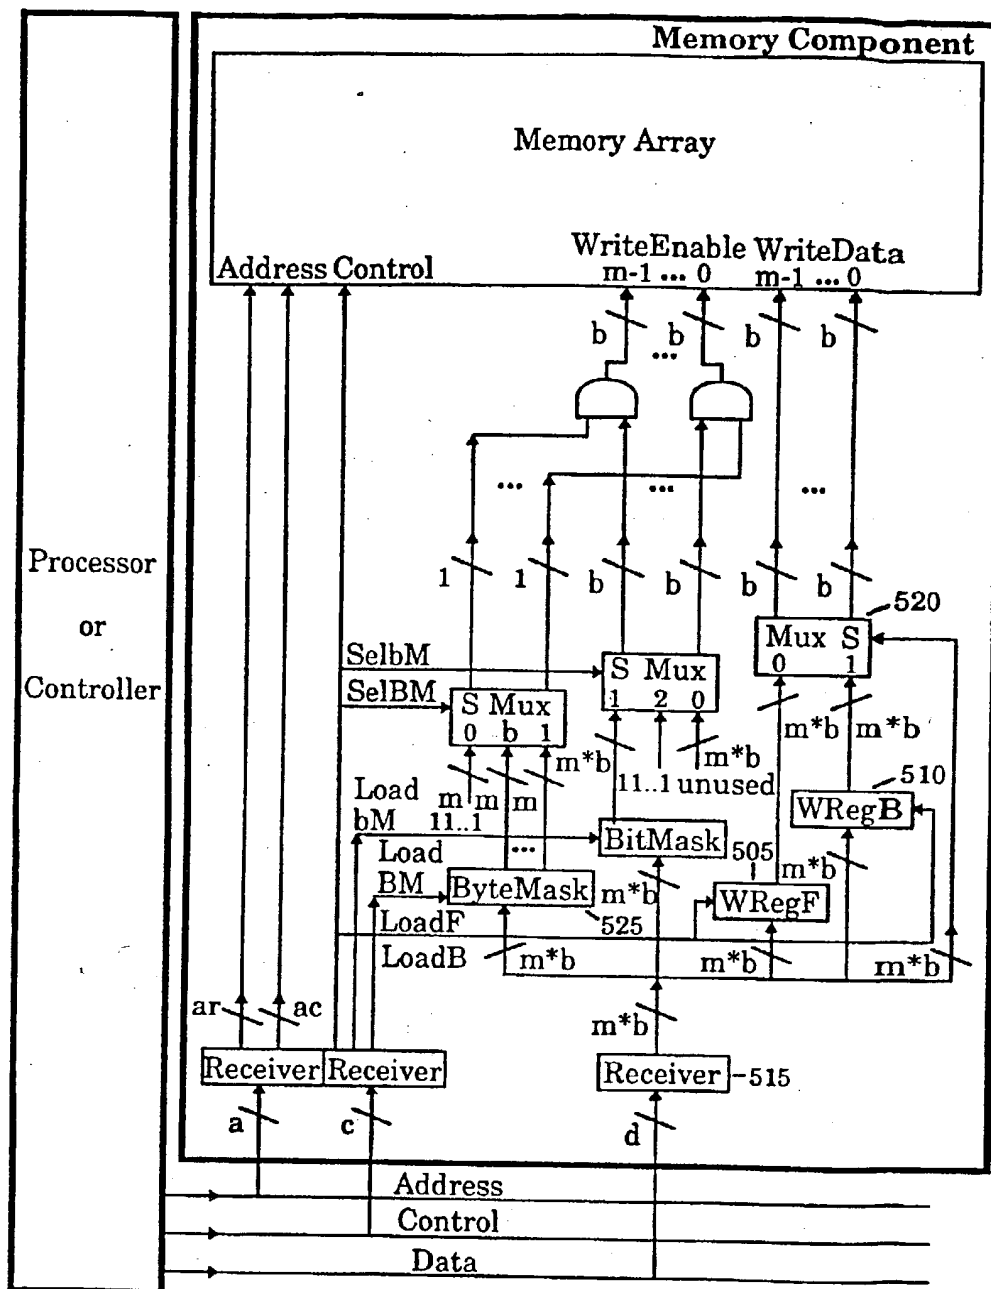 Memory Component
Memory Array
WriteEnable WriteData
Address Control
m-1 ... 0 m-1 ... 0
b b b b
...
... ... ...
Processor
or
Controller
1 1 b b b b
520
Mux S
0 1
SelbM
SelBM
S Mux
1 2 0
S Mux
0 b 1
m*b m*b
m*b m*b
11..1 unused
510
WRegB
Load m m m
bM 11..1
BitMask
...
Load
BM
ByteMask
525
m*b
505
WRegF
m*b
LoadF
LoadB
m*b m*b m*b
ar ac
m*b
Receiver Receiver
Receiver 515
a c d
Address
Control
Data